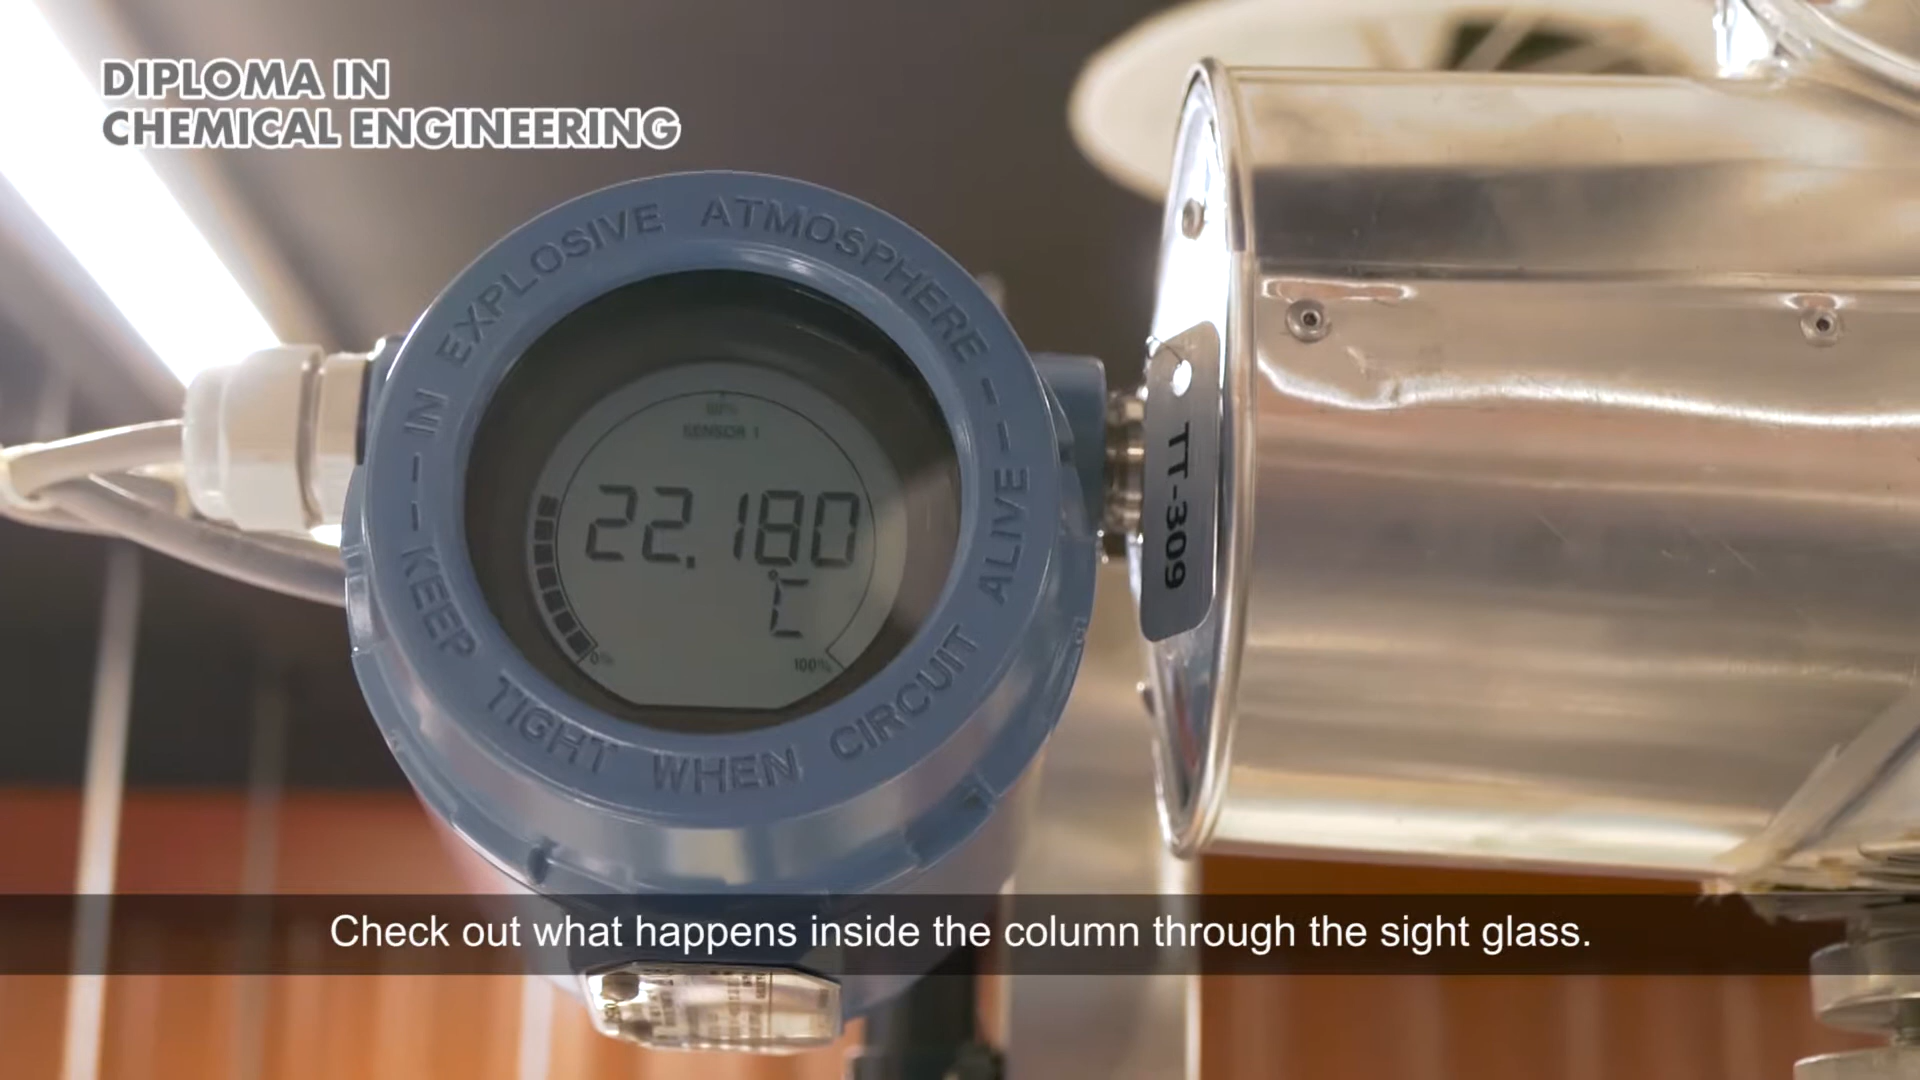 DIPLOMA IN
CHEMICAL ENGINEERING
IN EXPLOSIVE ATMOSPHERE
KEEP TIGHT WHEN CIRCUIT ALIVE
SENSOR 1
22.180
°C
0%
100%
TT-309
Check out what happens inside the column through the sight glass.